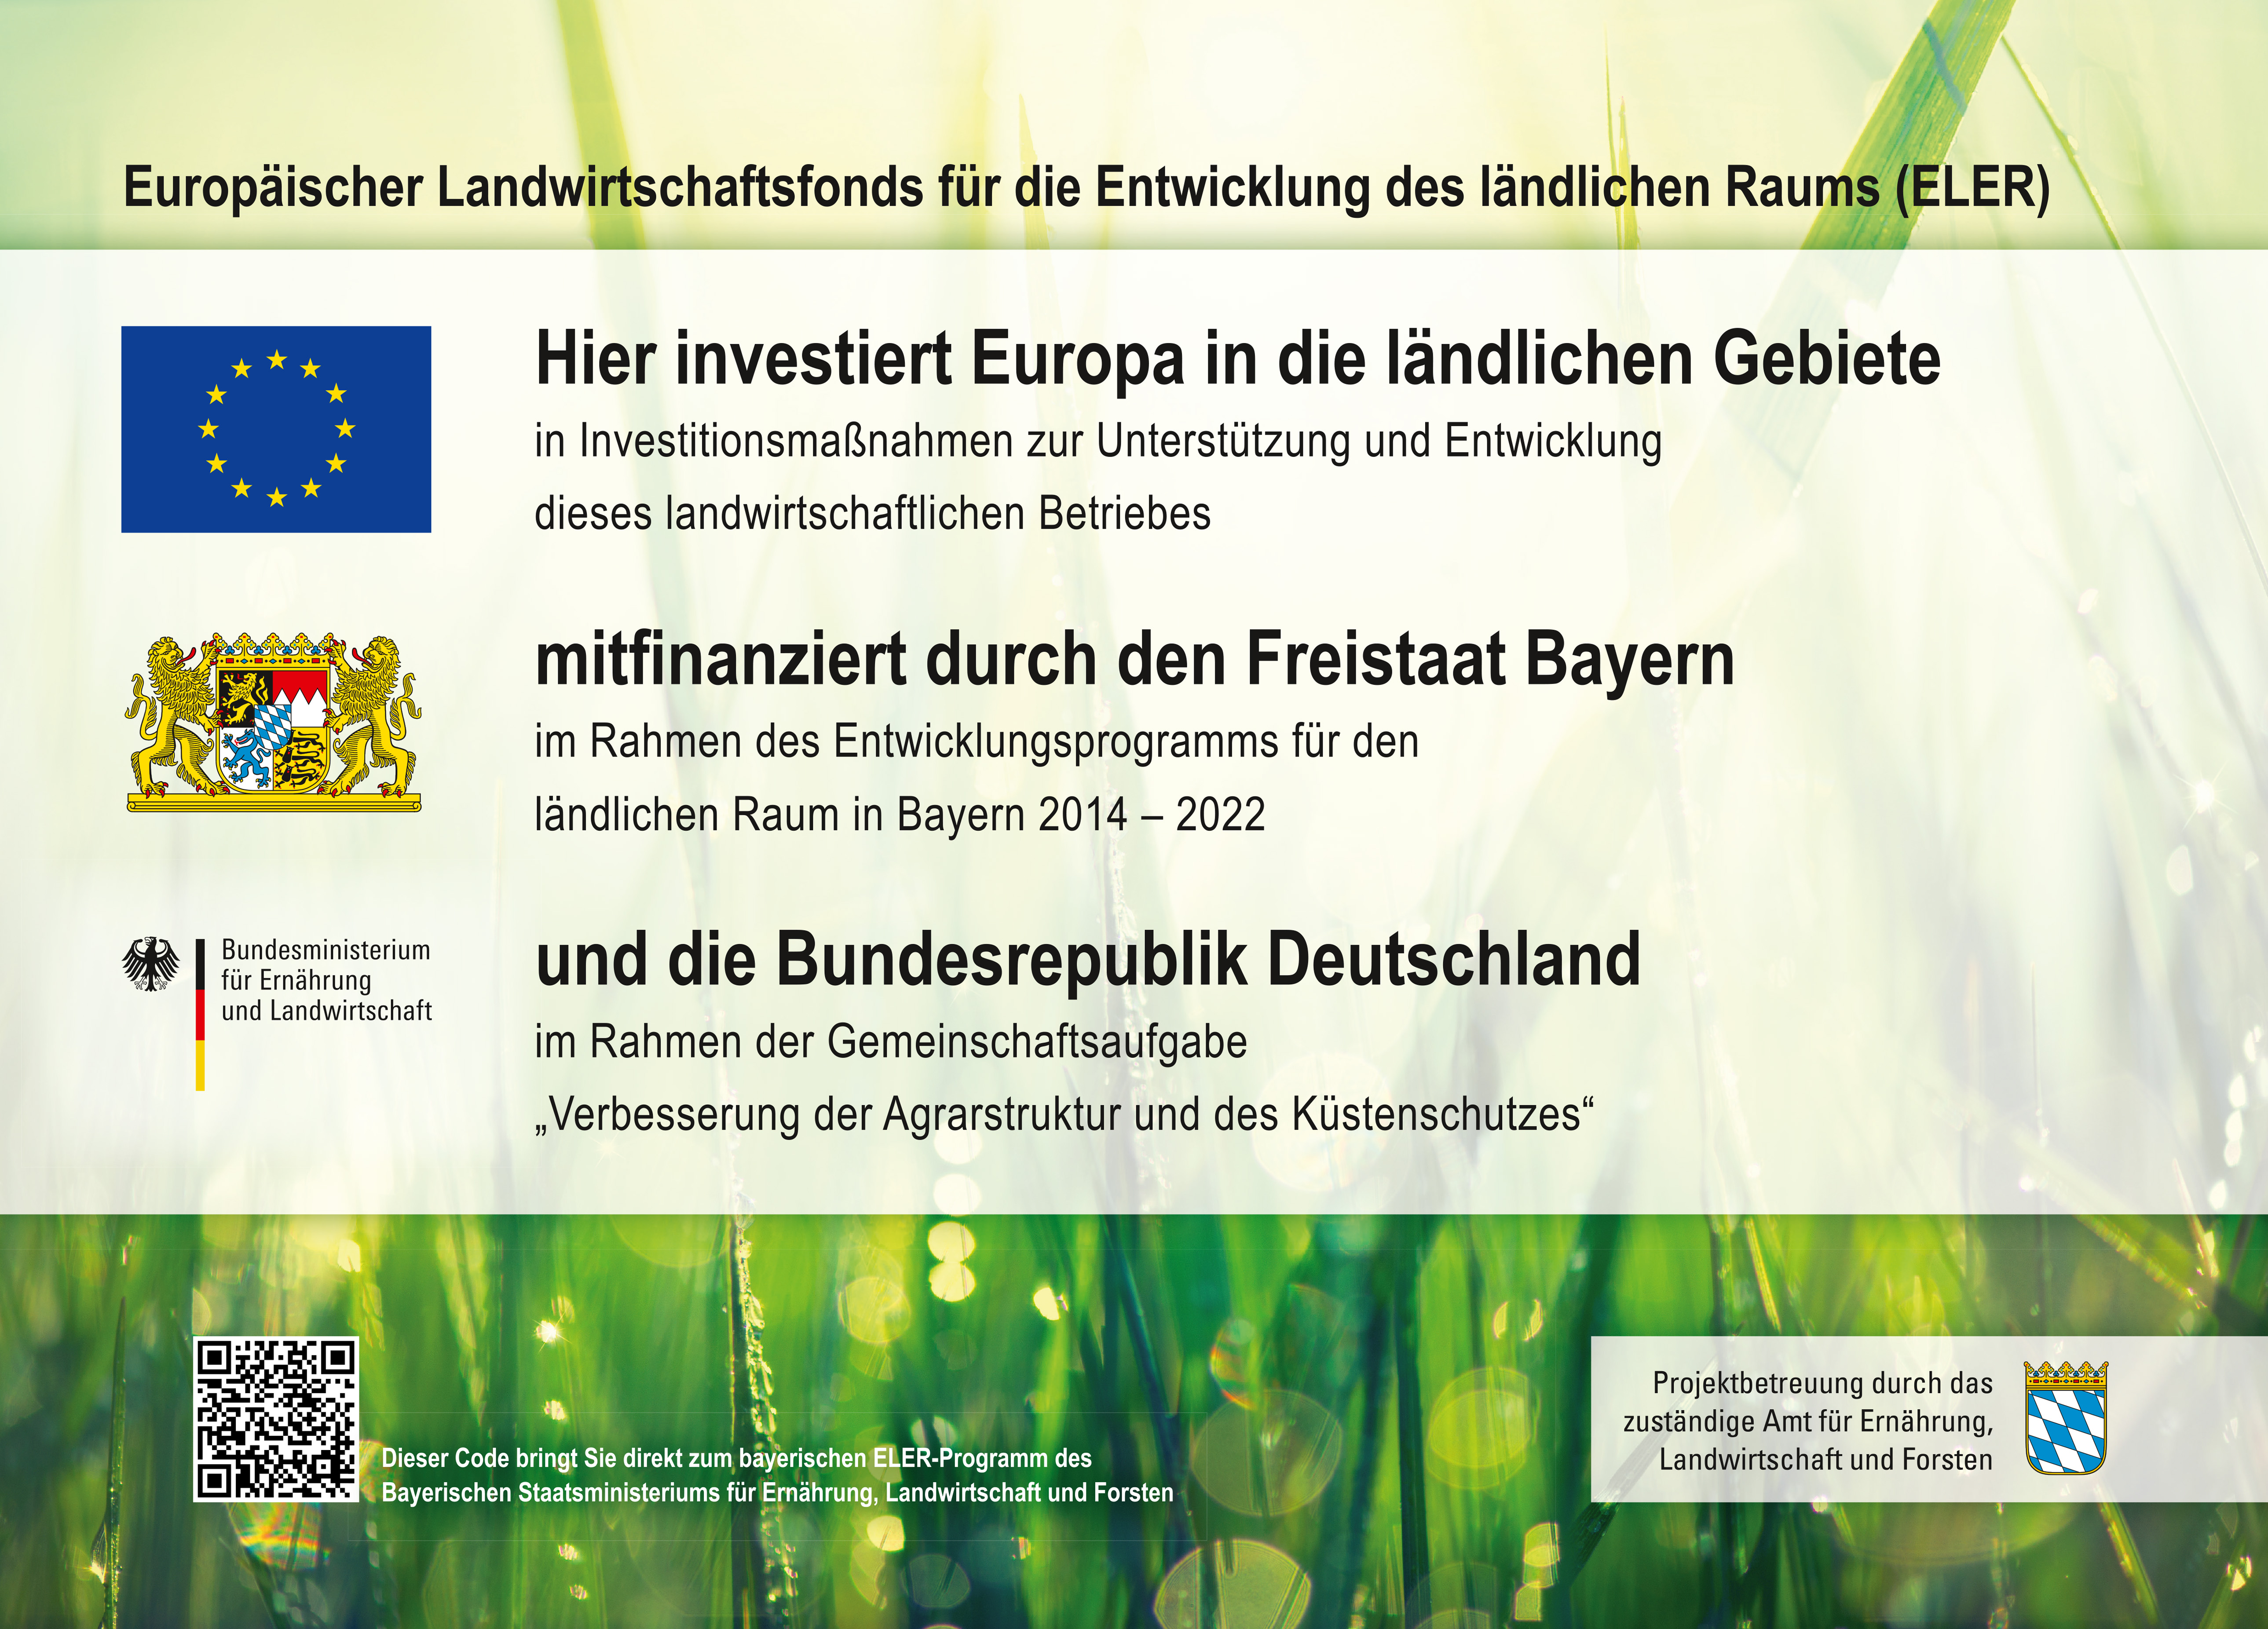 Europäischer Landwirtschaftsfonds für die Entwicklung des ländlichen Raums (ELER)
Hier investiert Europa in die ländlichen Gebiete
in Investitionsmaßnahmen zur Unterstützung und Entwicklung
dieses landwirtschaftlichen Betriebes
mitfinanziert durch den Freistaat Bayern
im Rahmen des Entwicklungsprogramms für den
ländlichen Raum in Bayern 2014 – 2022
Bundesministerium
für Ernährung
und Landwirtschaft
und die Bundesrepublik Deutschland
im Rahmen der Gemeinschaftsaufgabe
„Verbesserung der Agrarstruktur und des Küstenschutzes“
Dieser Code bringt Sie direkt zum bayerischen ELER-Programm des
Bayerischen Staatsministeriums für Ernährung, Landwirtschaft und Forsten
Projektbetreuung durch das
zuständige Amt für Ernährung,
Landwirtschaft und Forsten